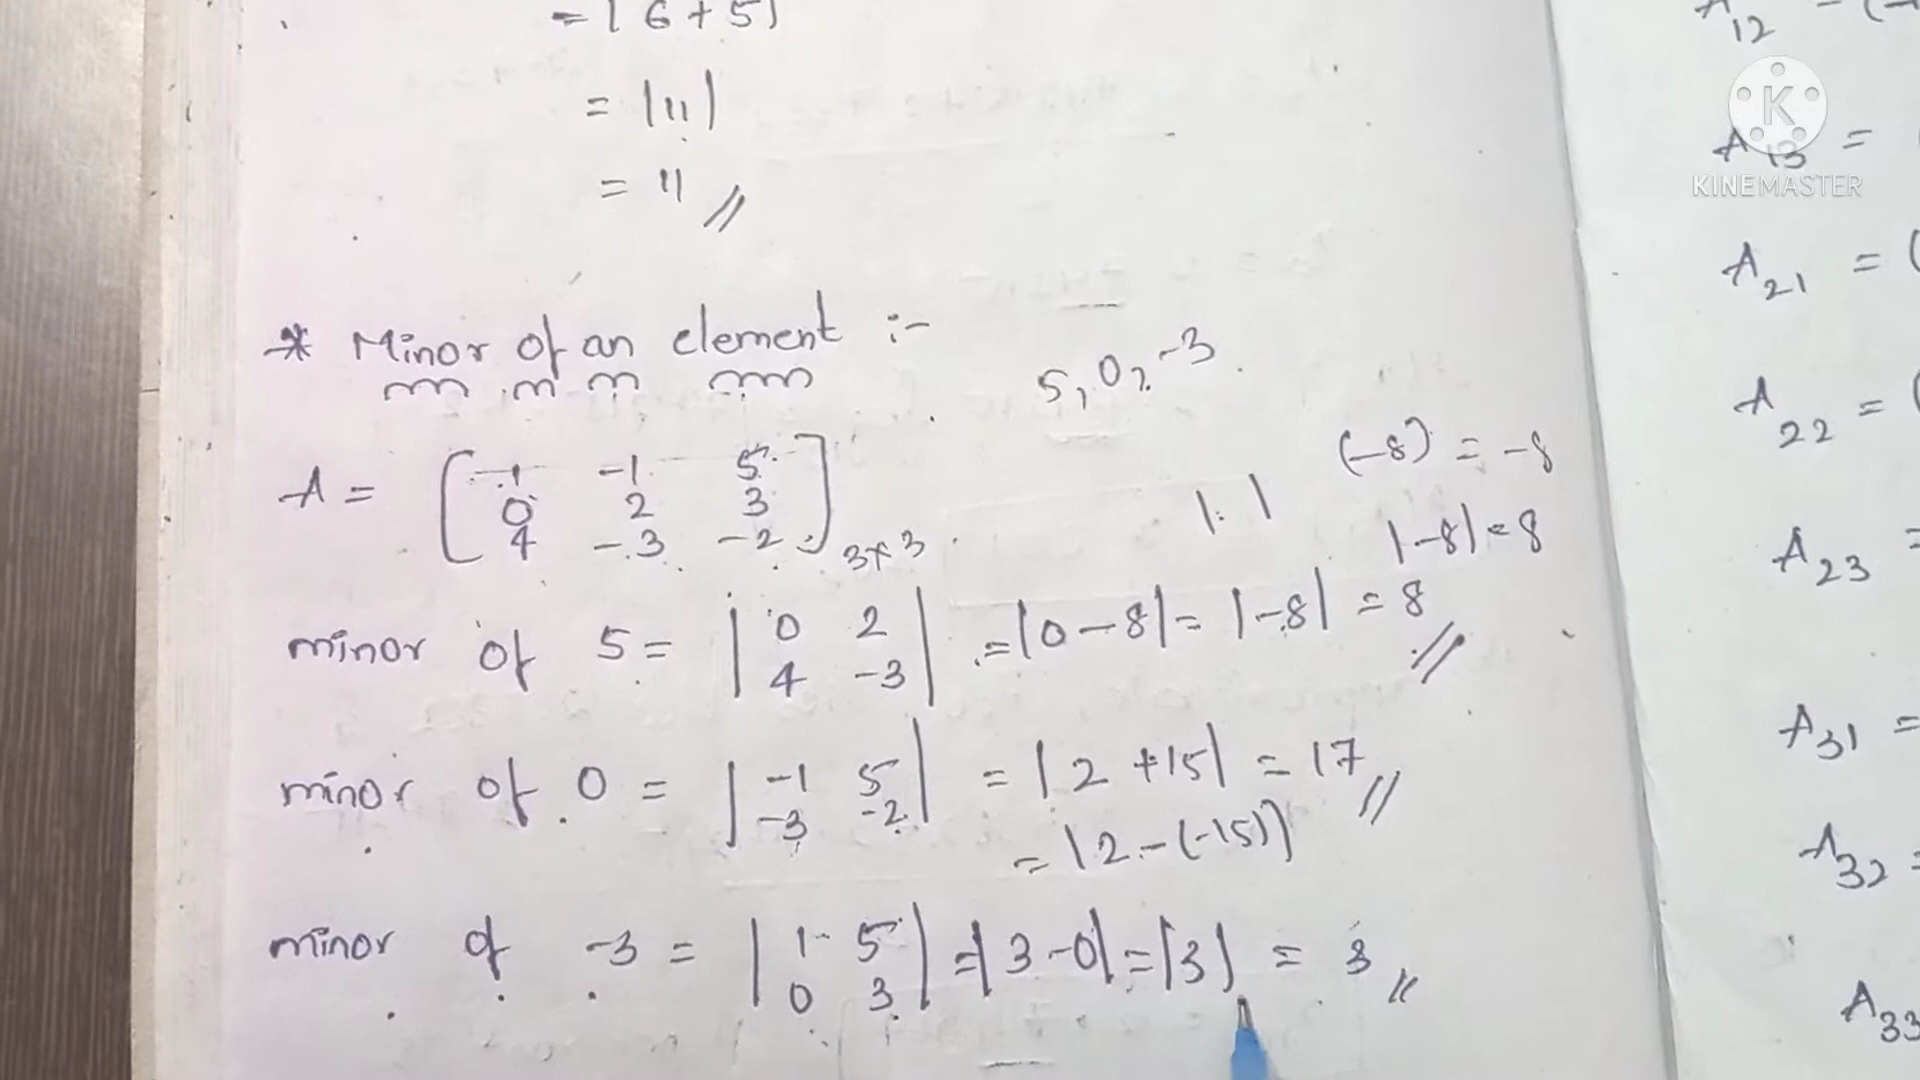 = | 6 + 5 |
= |11|
= 11 //
* Minor of an element :-
5, 0, -3.
A = [ 1 -1 5
0 2 3
4 -3 -2 ] 3×3
| . |
(-8) = -8
|-8| = 8
minor of 5 = | 0 2
4 -3 | = |0 - 8| = |-8| = 8 //
minor of 0 = | -1 5
-3 -2 | = | 2 + 15| = 17 //
= |2 - (-15)|
minor of -3 = | 1 5
0 3 | = | 3 - 0| = |3| = 3 //
A12 - (-
A13 =
A21 = (
A22 = (
A23 =
A31 =
A32 =
A33
K
KINEMASTER